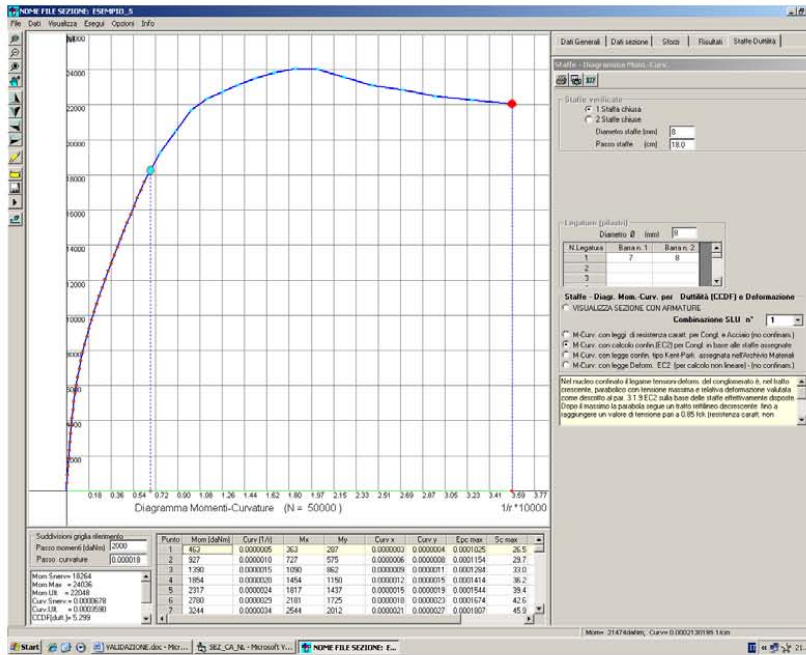 NOME FILE SEZIONE: ESEMPIO_5
File Dati Visualizza Esegui Opzioni Info
24000
22000
20000
18000
16000
14000
12000
10000
8000
6000
4000
2000
0.18 0.36 0.54 0.72 0.90 1.08 1.26 1.44 1.62 1.80 1.97 2.15 2.33 2.51 2.69 2.87 3.05 3.23 3.41 3.59 3.77
Diagramma Momenti-Curvature (N = 50000) 1/r *10000
Dati Generali Dati sezione Sforzi Risultati Staffe Duttilità
Staffe - Diagramma Mom.-Curv.
Staffe verificate
1 Staffa chiusa
2 Staffe chiuse
Diametro staffe (mm) 8
Passo staffe (cm) 18.0
Legature (pilastri)
Diametro Ø (mm) 8
N.Legatura Barra n. 1 Barra n. 2
1 7 8
2
3
Staffe - Diagr. Mom.-Curv. per Duttilità (CCDF) e Deformazione
VISUALIZZA SEZIONE CON ARMATURE
Combinazione SLU n° 1
M-Curv. con leggi di resistenza caratt. per Congl. e Acciaio (no confinam.)
M-Curv. con calcolo confin.(EC2) per Congl. in base alle staffe assegnate
M-Curv. con legge confin. tipo Kent-Park assegnata nell'Archivio Materiali
M-Curv. con legge Deform. EC2 (per calcolo non lineare) - (no confinam.)
Nel nucleo confinato il legame tensioni-deform. del conglomerato è, nel tratto
crescente, parabolico con tensione massima e relativa deformazione valutata
come descritto al par. 3.1.9 EC2 sulla base delle staffe effettivamente disposte.
Dopo il massimo la parabola segue un tratto rettilineo decrescente fino a
raggiungere un valore di tensione pari a 0.85 fck (resistenza caratt. non
Suddivisioni griglia riferimento
Passo momenti (daNm) 2000
Passo curvature 0.000018
Mom Snerv= 18264
Mom Max = 24036
Mom Ult. = 22048
Curv.Snerv.= 0.0000678
Curv.Ult. = 0.0003590
CCDF(dutt.)= 5.299
Punto Mom (daNm) Curv (1/r) Mx My Curv x Curv y Epc max Sc max
1 463 0.0000005 363 287 0.0000003 0.0000004 0.0001025 26.5
2 927 0.0000010 727 575 0.0000006 0.0000008 0.0001154 29.7
3 1390 0.0000015 1090 862 0.0000009 0.0000011 0.0001284 33.0
4 1854 0.0000020 1454 1150 0.0000012 0.0000015 0.0001414 36.2
5 2317 0.0000024 1817 1437 0.0000015 0.0000019 0.0001544 39.4
6 2780 0.0000029 2181 1725 0.0000018 0.0000023 0.0001674 42.6
7 3244 0.0000034 2544 2012 0.0000021 0.0000027 0.0001807 45.9
Mom= 21474daNm, Curv= 0.0002130195 1/cm
Start VALIDAZIONE.doc - Micr... SEZ_CA_NL - Microsoft V... NOME FILE SEZIONE: E...